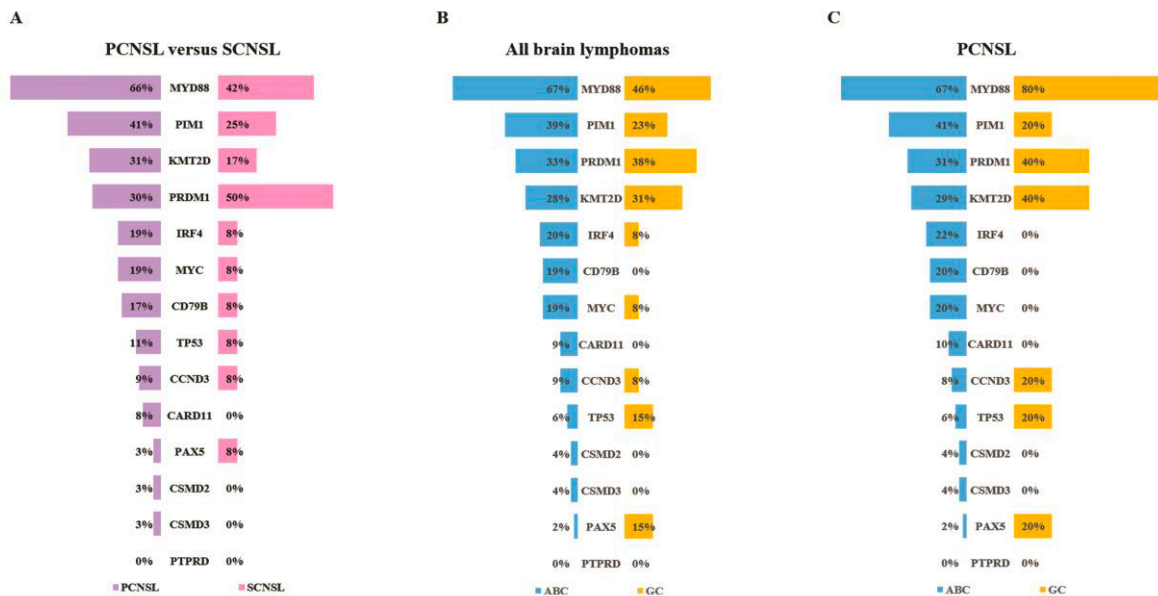 A
PCNSL versus SCNSL
66% MYD88 42%
41% PIM1 25%
31% KMT2D 17%
30% PRDM1 50%
19% IRF4 8%
19% MYC 8%
17% CD79B 8%
11% TP53 8%
9% CCND3 8%
8% CARD11 0%
3% PAX5 8%
3% CSMD2 0%
3% CSMD3 0%
0% PTPRD 0%
PCNSL SCNSL
B
All brain lymphomas
67% MYD88 46%
39% PIM1 23%
33% PRDM1 38%
28% KMT2D 31%
20% IRF4 8%
19% CD79B 0%
19% MYC 8%
9% CARD11 0%
9% CCND3 8%
6% TP53 15%
4% CSMD2 0%
4% CSMD3 0%
2% PAX5 15%
0% PTPRD 0%
ABC GC
C
PCNSL
67% MYD88 80%
41% PIM1 20%
31% PRDM1 40%
29% KMT2D 40%
22% IRF4 0%
20% CD79B 0%
20% MYC 0%
10% CARD11 0%
8% CCND3 20%
6% TP53 20%
4% CSMD2 0%
4% CSMD3 0%
2% PAX5 20%
0% PTPRD 0%
ABC GC